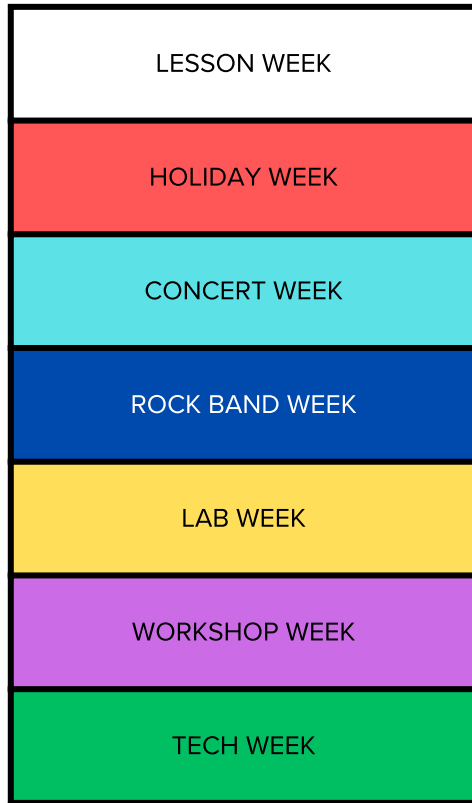 LESSON WEEK
HOLIDAY WEEK
CONCERT WEEK
ROCK BAND WEEK
LAB WEEK
WORKSHOP WEEK
TECH WEEK